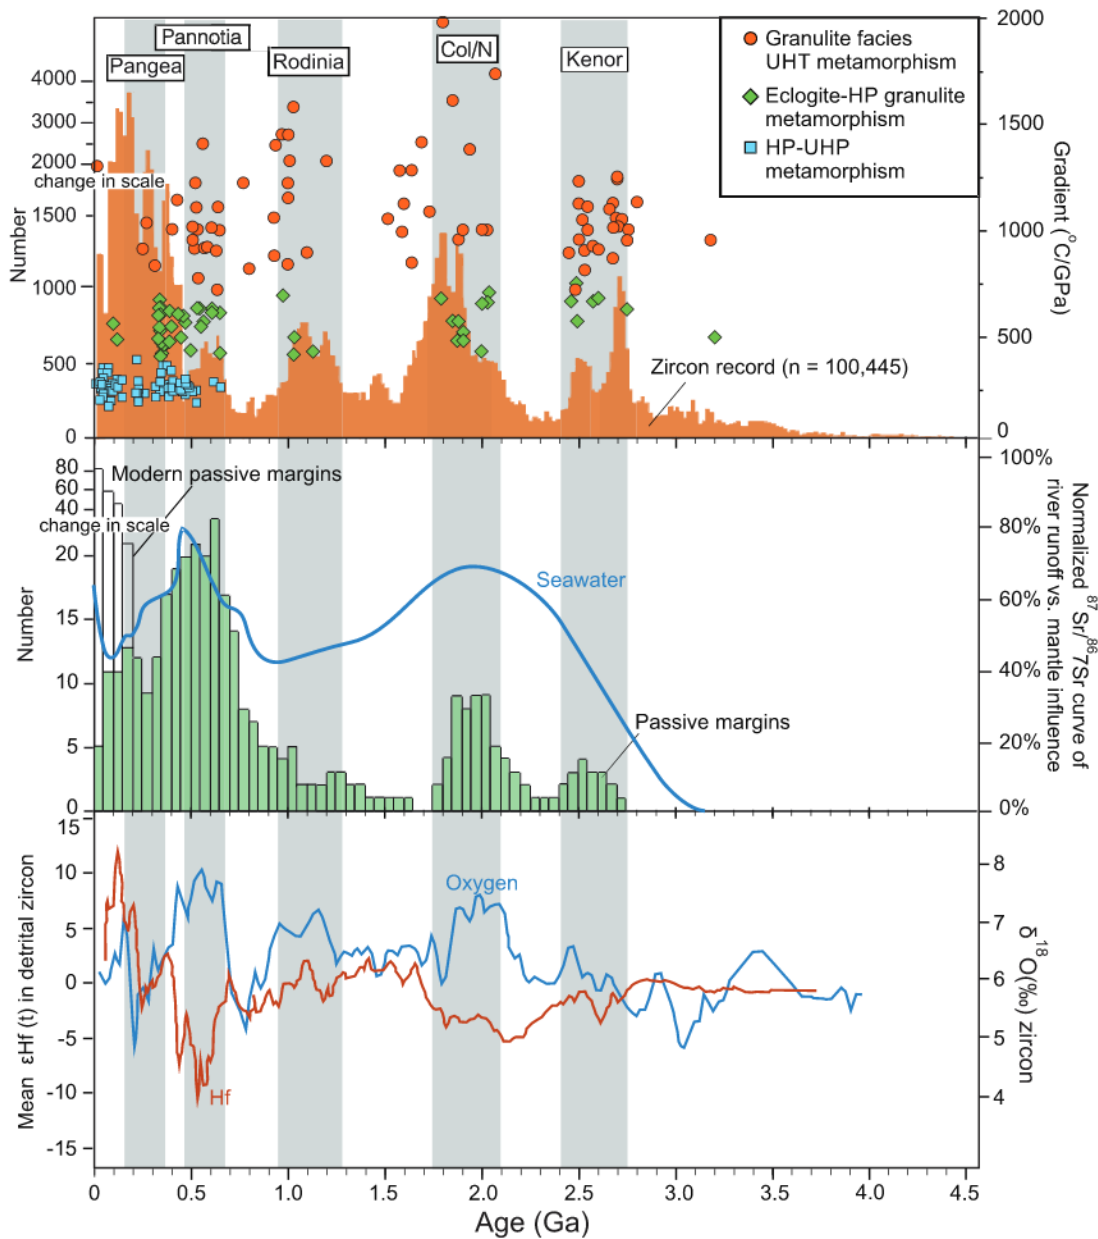 Pannotia
Pangea
Rodinia
Col/N
Kenor
Granulite facies
UHT metamorphism
Eclogite-HP granulite
metamorphism
HP-UHP
metamorphism
4000
3000
2000
change in scale
1500
1000
500
0
Number
2000
1500
1000
500
0
Gradient (°C/GPa)
Zircon record (n = 100,445)
80
60
40
change in scale
20
15
10
5
0
Number
Modern passive margins
Seawater
Passive margins
100%
80%
60%
40%
20%
0%
Normalized ⁸⁷Sr/⁸⁶7Sr curve of
river runoff vs. mantle influence
15
10
5
0
-5
-10
-15
Mean εHf (t) in detrital zircon
Oxygen
Hf
8
7
6
5
4
δ¹⁸O(‰) zircon
0 0.5 1.0 1.5 2.0 2.5 3.0 3.5 4.0 4.5
Age (Ga)